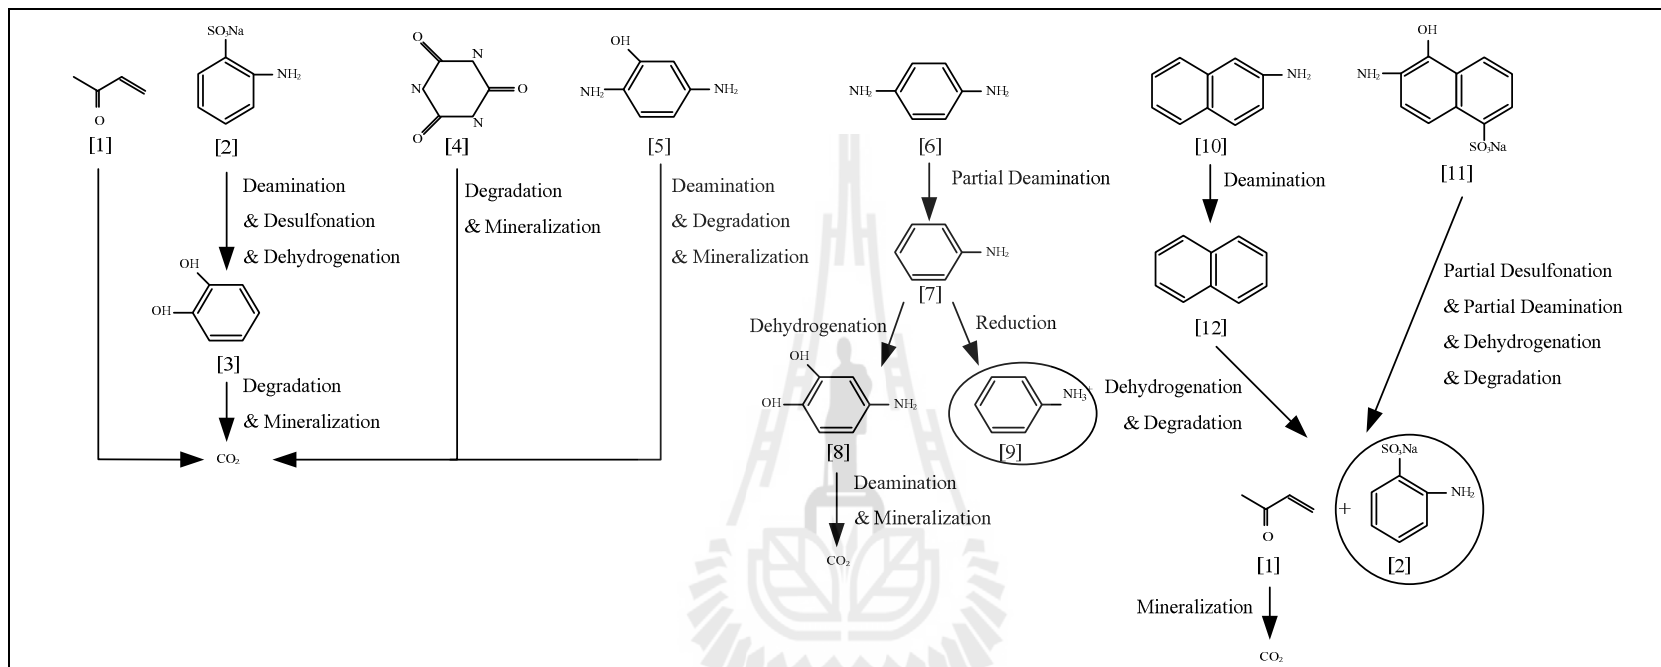 SO₃Na
NH₂
O
[1]
[2]
O
N
N
O
N
O
[4]
OH
NH₂
NH₂
[5]
NH₂
NH₂
[6]
NH₂
[10]
OH
NH₂
SO₃Na
[11]
Deamination
& Desulfonation
& Dehydrogenation
OH
OH
[3]
Degradation
& Mineralization
CO₂
Degradation
& Mineralization
Deamination
& Degradation
& Mineralization
Partial Deamination
NH₂
[7]
Dehydrogenation
Reduction
OH
OH
NH₂
[8]
NH₃⁺
[9]
Deamination
& Mineralization
CO₂
Deamination
[12]
Dehydrogenation
& Degradation
Partial Desulfonation
& Partial Deamination
& Dehydrogenation
& Degradation
O
[1]
+
SO₃Na
NH₂
[2]
Mineralization
CO₂